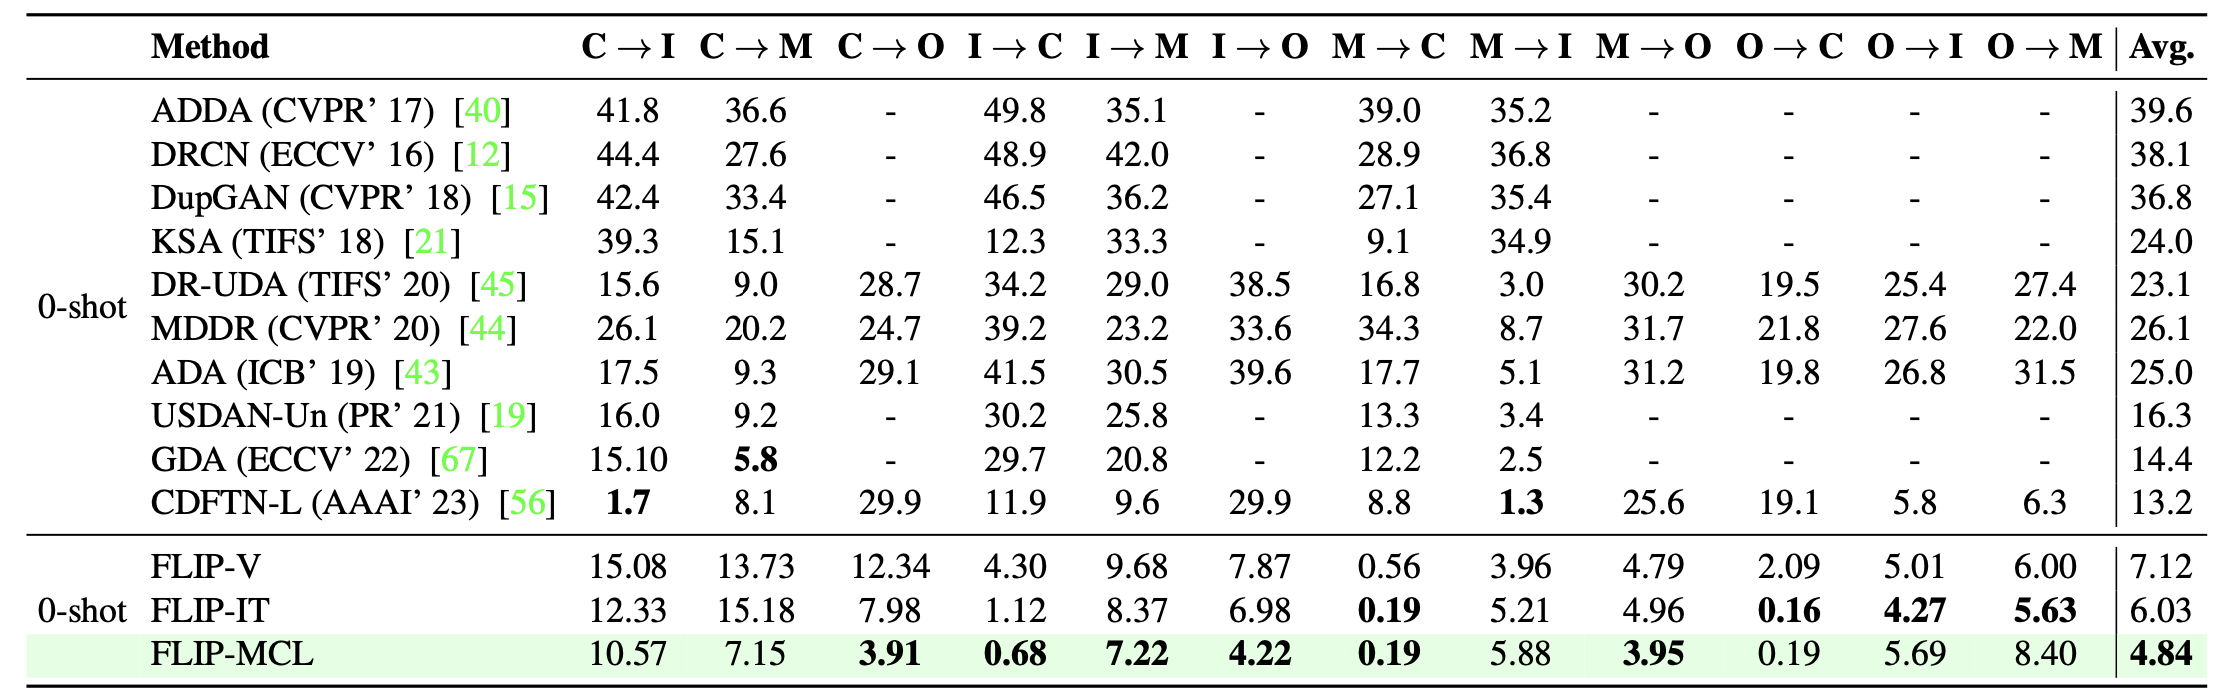 Method C → I C → M C → O I → C I → M I → O M → C M → I M → O O → C O → I O → M Avg.
ADDA (CVPR’ 17) [40] 41.8 36.6 - 49.8 35.1 - 39.0 35.2 - - - - 39.6
DRCN (ECCV’ 16) [12] 44.4 27.6 - 48.9 42.0 - 28.9 36.8 - - - - 38.1
DupGAN (CVPR’ 18) [15] 42.4 33.4 - 46.5 36.2 - 27.1 35.4 - - - - 36.8
KSA (TIFS’ 18) [21] 39.3 15.1 - 12.3 33.3 - 9.1 34.9 - - - - 24.0
0-shot DR-UDA (TIFS’ 20) [45] 15.6 9.0 28.7 34.2 29.0 38.5 16.8 3.0 30.2 19.5 25.4 27.4 23.1
MDDR (CVPR’ 20) [44] 26.1 20.2 24.7 39.2 23.2 33.6 34.3 8.7 31.7 21.8 27.6 22.0 26.1
ADA (ICB’ 19) [43] 17.5 9.3 29.1 41.5 30.5 39.6 17.7 5.1 31.2 19.8 26.8 31.5 25.0
USDAN-Un (PR’ 21) [19] 16.0 9.2 - 30.2 25.8 - 13.3 3.4 - - - - 16.3
GDA (ECCV’ 22) [67] 15.10 5.8 - 29.7 20.8 - 12.2 2.5 - - - - 14.4
CDFTN-L (AAAI’ 23) [56] 1.7 8.1 29.9 11.9 9.6 29.9 8.8 1.3 25.6 19.1 5.8 6.3 13.2
FLIP-V 15.08 13.73 12.34 4.30 9.68 7.87 0.56 3.96 4.79 2.09 5.01 6.00 7.12
0-shot FLIP-IT 12.33 15.18 7.98 1.12 8.37 6.98 0.19 5.21 4.96 0.16 4.27 5.63 6.03
FLIP-MCL 10.57 7.15 3.91 0.68 7.22 4.22 0.19 5.88 3.95 0.19 5.69 8.40 4.84